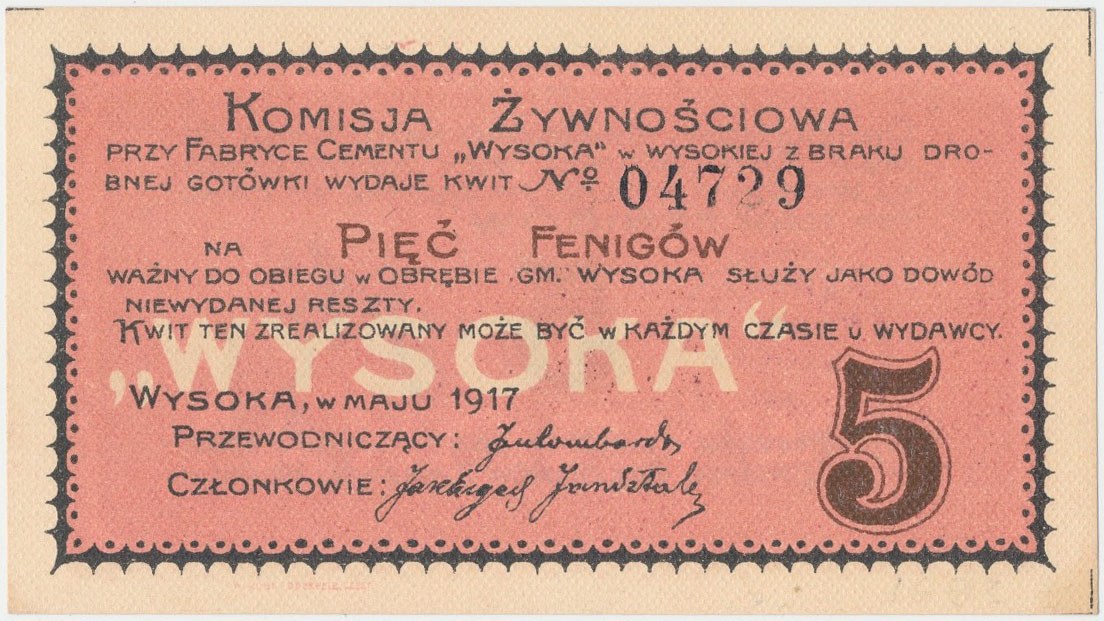 Komisja Żywnościowa
przy Fabryce Cementu „Wysoka" w Wysokiej z braku dro-
bnej gotówki wydaje kwit No 04729
na Pięć Fenigów
ważny do obiegu w obrębie gm. Wysoka służy jako dowód
niewydanej reszty.
Kwit ten zrealizowany może być w każdym czasie u wydawcy.
„WYSOKA"
Wysoka, w maju 1917
Przewodniczący:
Członkowie:
5